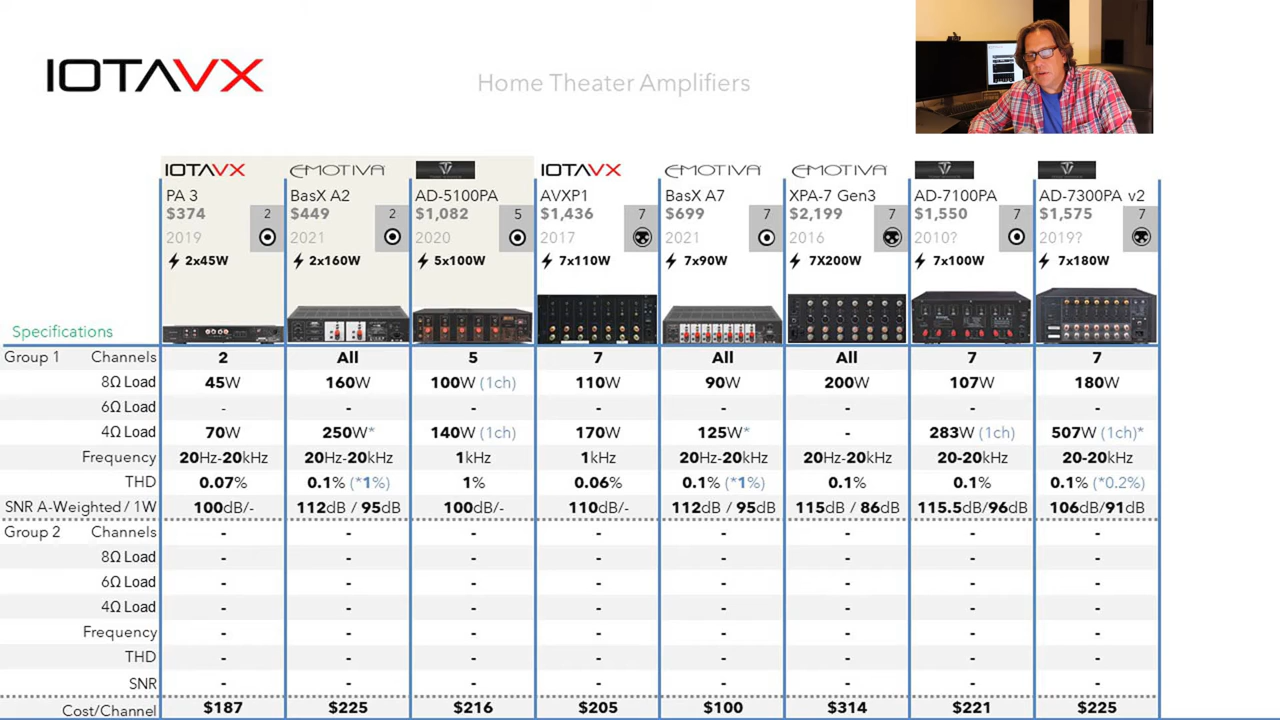 IOTAVX
Home Theater Amplifiers
IOTAVX EMOTIVA IOTAVX EMOTIVA EMOTIVA
PA 3 BasX A2 AD-5100PA AVXP1 BasX A7 XPA-7 Gen3 AD-7100PA AD-7300PA v2
$374 2 $449 2 $1,082 5 $1,436 7 $699 7 $2,199 7 $1,550 7 $1,575 7
2019 2021 2020 2017 2021 2016 2010? 2019?
2x45W 2x160W 5x100W 7x110W 7x90W 7X200W 7x100W 7x180W
Specifications
Group 1 Channels 2 All 5 7 All All 7 7
8Ω Load 45W 160W 100W (1ch) 110W 90W 200W 107W 180W
6Ω Load - - - - - - - -
4Ω Load 70W 250W* 140W (1ch) 170W 125W* - 283W (1ch) 507W (1ch)*
Frequency 20Hz-20kHz 20Hz-20kHz 1kHz 1kHz 20Hz-20kHz 20Hz-20kHz 20-20kHz 20-20kHz
THD 0.07% 0.1% (*1%) 1% 0.06% 0.1% (*1%) 0.1% 0.1% 0.1% (*0.2%)
SNR A-Weighted / 1W 100dB/- 112dB / 95dB 100dB/- 110dB/- 112dB / 95dB 115dB / 86dB 115.5dB/96dB 106dB/91dB
Group 2 Channels - - - - - - - -
8Ω Load - - - - - - - -
6Ω Load - - - - - - - -
4Ω Load - - - - - - - -
Frequency - - - - - - - -
THD - - - - - - - -
SNR - - - - - - - -
Cost/Channel $187 $225 $216 $205 $100 $314 $221 $225